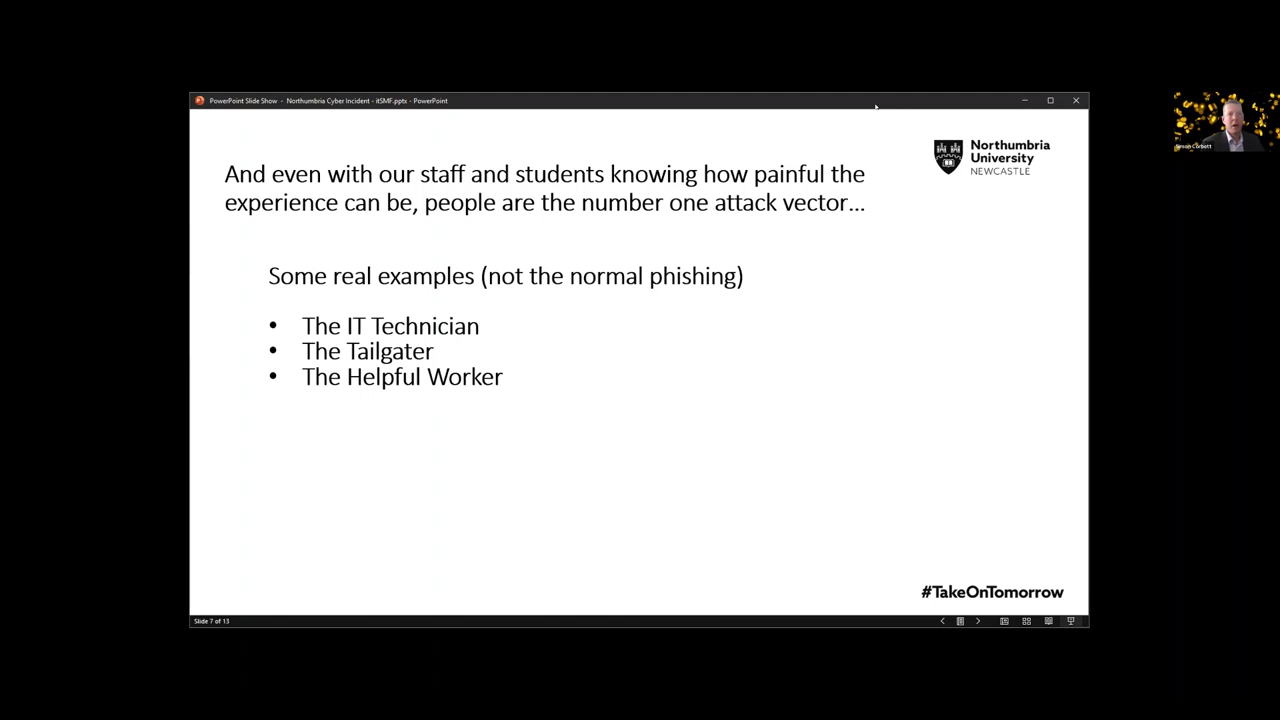 PowerPoint Slide Show - Northumbria Cyber Incident - itSMF.pptx - PowerPoint
Northumbria
University
NEWCASTLE
And even with our staff and students knowing how painful the
experience can be, people are the number one attack vector...
Simon Corbett
Some real examples (not the normal phishing)
• The IT Technician
• The Tailgater
• The Helpful Worker
#TakeOnTomorrow
Slide 7 of 13